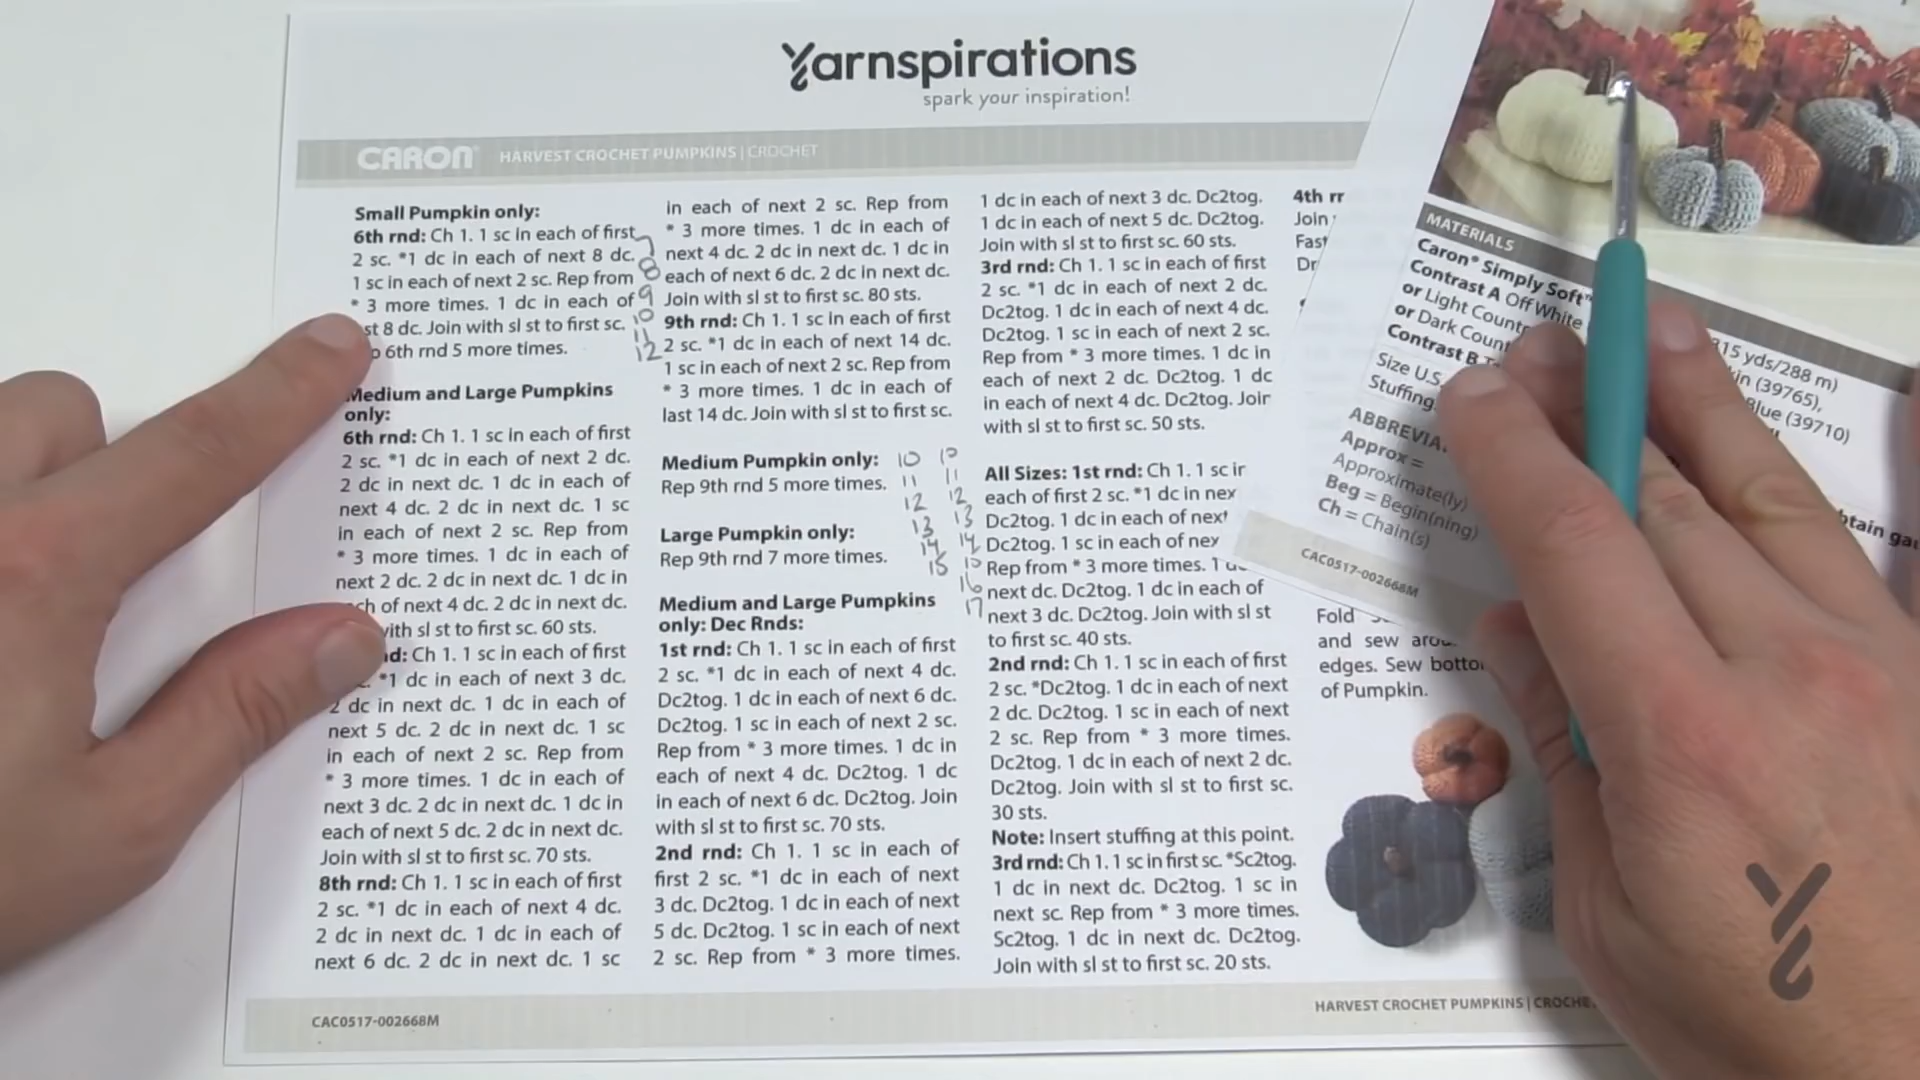 Yarnspirations
spark your inspiration!
CARON HARVEST CROCHET PUMPKINS | CROCHET
Small Pumpkin only:
6th rnd: Ch 1. 1 sc in each of first
2 sc. *1 dc in each of next 8 dc.
1 sc in each of next 2 sc. Rep from
* 3 more times. 1 dc in each of
8 dc. Join with sl st to first sc.
6th rnd 5 more times.
7
8
9
10
11
12
Medium and Large Pumpkins
only:
6th rnd: Ch 1. 1 sc in each of first
2 sc. *1 dc in each of next 2 dc.
2 dc in next dc. 1 dc in each of
next 4 dc. 2 dc in next dc. 1 sc
in each of next 2 sc. Rep from
* 3 more times. 1 dc in each of
next 2 dc. 2 dc in next dc. 1 dc in
of next 4 dc. 2 dc in next dc.
with sl st to first sc. 60 sts.
Ch 1. 1 sc in each of first
*1 dc in each of next 3 dc.
2 dc in next dc. 1 dc in each of
next 5 dc. 2 dc in next dc. 1 sc
in each of next 2 sc. Rep from
* 3 more times. 1 dc in each of
next 3 dc. 2 dc in next dc. 1 dc in
each of next 5 dc. 2 dc in next dc.
Join with sl st to first sc. 70 sts.
8th rnd: Ch 1. 1 sc in each of first
2 sc. *1 dc in each of next 4 dc.
2 dc in next dc. 1 dc in each of
next 6 dc. 2 dc in next dc. 1 sc
in each of next 2 sc. Rep from
* 3 more times. 1 dc in each of
next 4 dc. 2 dc in next dc. 1 dc in
each of next 6 dc. 2 dc in next dc.
Join with sl st to first sc. 80 sts.
9th rnd: Ch 1. 1 sc in each of first
2 sc. *1 dc in each of next 14 dc.
1 sc in each of next 2 sc. Rep from
* 3 more times. 1 dc in each of
last 14 dc. Join with sl st to first sc.
Medium Pumpkin only:
Rep 9th rnd 5 more times.
Large Pumpkin only:
Rep 9th rnd 7 more times.
10
11
12
13
14
15
10
11
12
13
14
15
16
17
Medium and Large Pumpkins
only: Dec Rnds:
1st rnd: Ch 1. 1 sc in each of first
2 sc. *1 dc in each of next 4 dc.
Dc2tog. 1 dc in each of next 6 dc.
Dc2tog. 1 sc in each of next 2 sc.
Rep from * 3 more times. 1 dc in
each of next 4 dc. Dc2tog. 1 dc
in each of next 6 dc. Dc2tog. Join
with sl st to first sc. 70 sts.
2nd rnd: Ch 1. 1 sc in each of
first 2 sc. *1 dc in each of next
3 dc. Dc2tog. 1 dc in each of next
5 dc. Dc2tog. 1 sc in each of next
2 sc. Rep from * 3 more times.
1 dc in each of next 3 dc. Dc2tog.
1 dc in each of next 5 dc. Dc2tog.
Join with sl st to first sc. 60 sts.
3rd rnd: Ch 1. 1 sc in each of first
2 sc. *1 dc in each of next 2 dc.
Dc2tog. 1 dc in each of next 4 dc.
Dc2tog. 1 sc in each of next 2 sc.
Rep from * 3 more times. 1 dc in
each of next 2 dc. Dc2tog. 1 dc
in each of next 4 dc. Dc2tog. Join
with sl st to first sc. 50 sts.
All Sizes: 1st rnd: Ch 1. 1 sc in
each of first 2 sc. *1 dc in next
Dc2tog. 1 dc in each of next
Dc2tog. 1 sc in each of nex
Rep from * 3 more times. 1
next dc. Dc2tog. 1 dc in each of
next 3 dc. Dc2tog. Join with sl st
to first sc. 40 sts.
2nd rnd: Ch 1. 1 sc in each of first
2 sc. *Dc2tog. 1 dc in each of next
2 dc. Dc2tog. 1 sc in each of next
2 sc. Rep from * 3 more times.
Dc2tog. 1 dc in each of next 2 dc.
Dc2tog. Join with sl st to first sc.
30 sts.
Note: Insert stuffing at this point.
3rd rnd: Ch 1. 1 sc in first sc. *Sc2tog.
1 dc in next dc. Dc2tog. 1 sc in
next sc. Rep from * 3 more times.
Sc2tog. 1 dc in next dc. Dc2tog.
Join with sl st to first sc. 20 sts.
4th
Join
Fast
Fold
and sew
edges. Sew
of Pumpkin.
MATERIALS
Caron® Simply Soft
Contrast A Off White
or Light
or Dark
Contrast B
315 yds/288 m)
(39765),
Blue (39710)
Size U.S.
Stuffing.
Approx =
Approximate(ly)
Beg = Begin(ning)
Ch = Chain(s)
CAC0517-002668M
CAC0517-002668M
HARVEST CROCHET PUMPKINS |